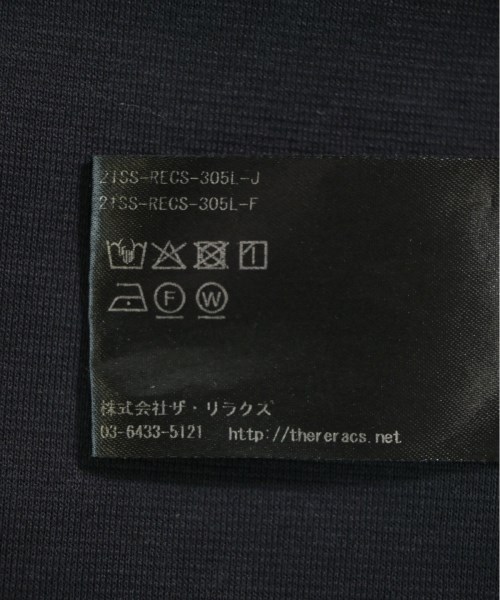 21SS-RECS-305L-J
21SS-RECS-305L-F
F W
株式会社ザ・リラクス
03-6433-5121 http://thereracs.net